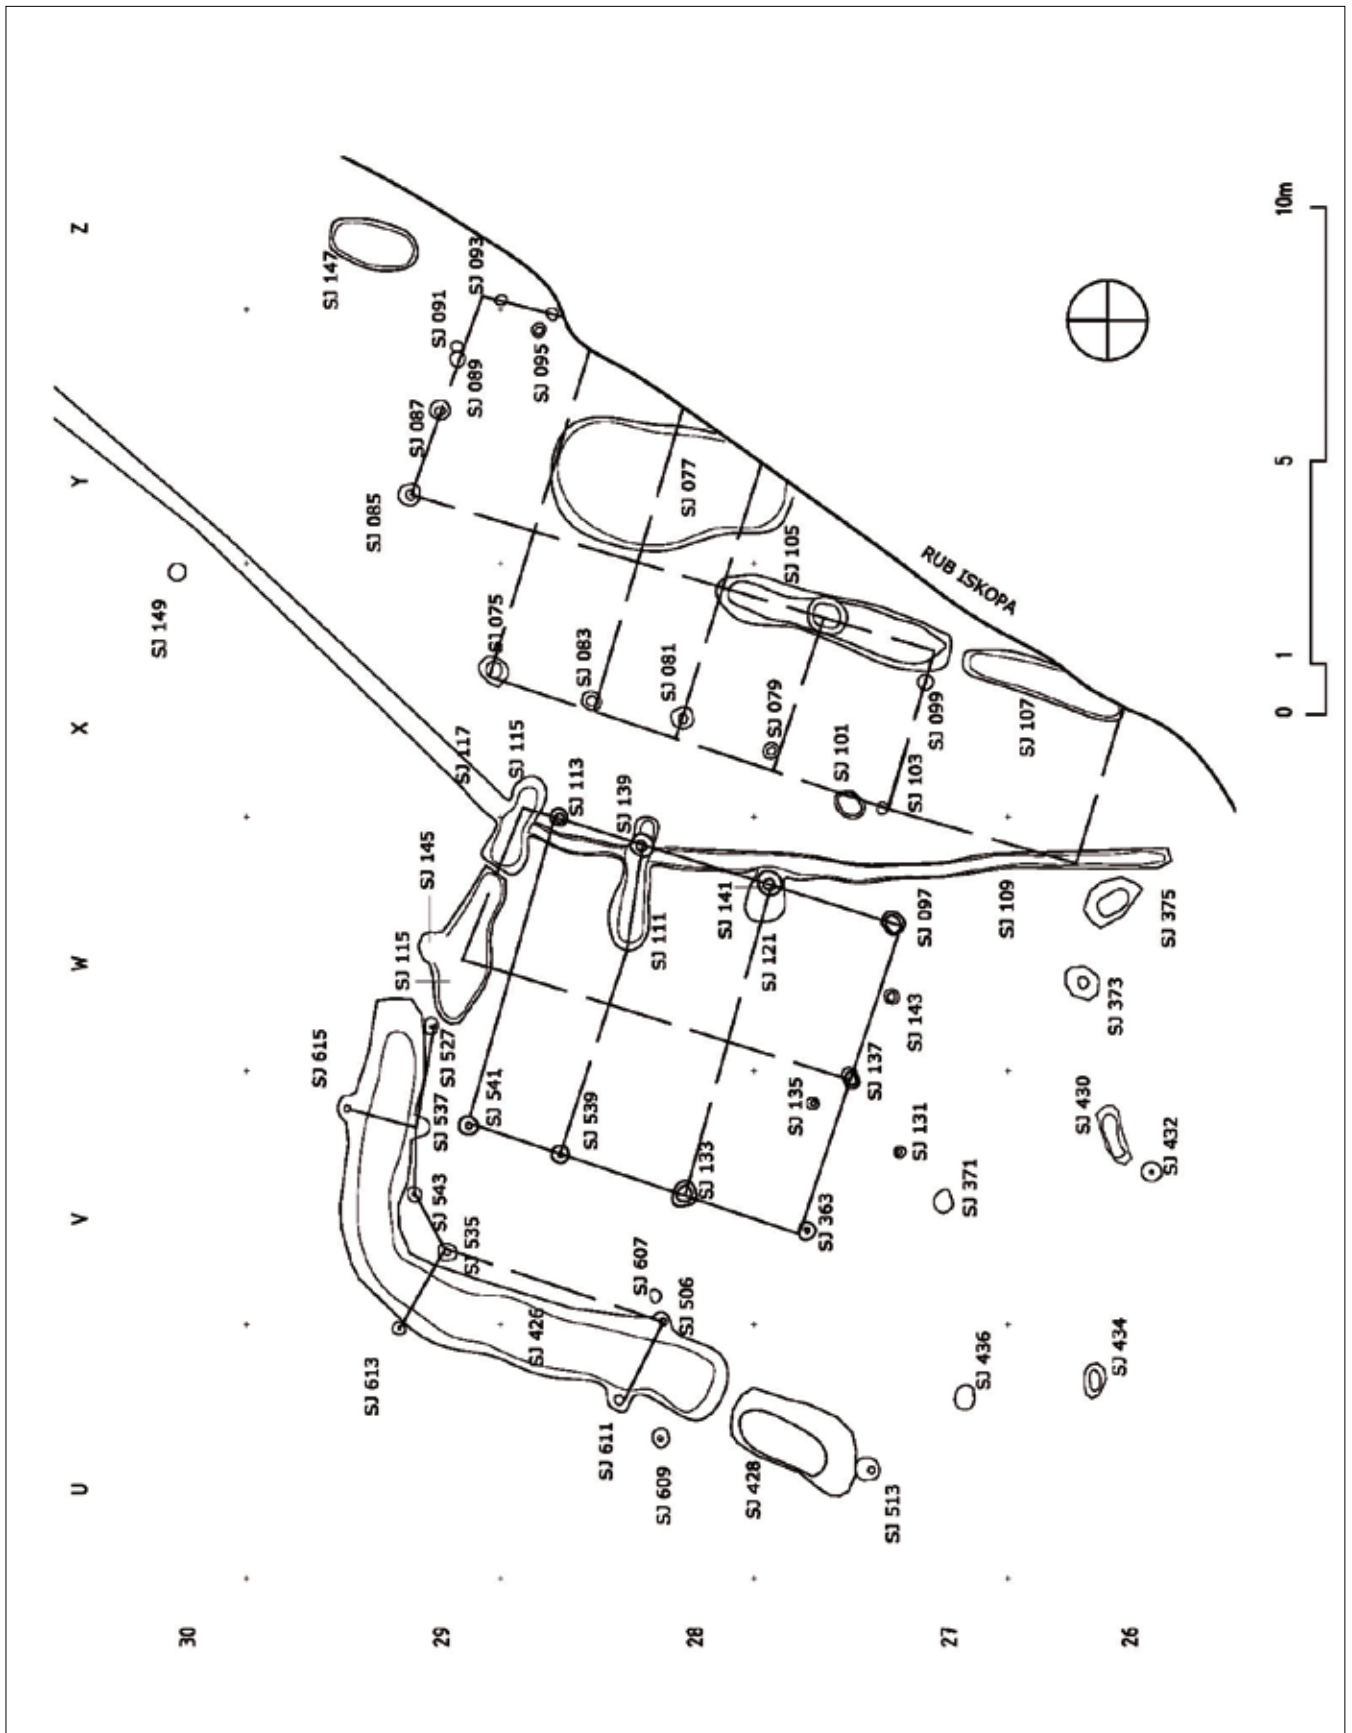 Z
Y
X
W
V
U
30
29
28
27
26
SJ 147
SJ 093
SJ 091
SJ 089
SJ 095
SJ 087
SJ 085
SJ 077
SJ 105
RUB ISKOPA
SJ 149
SJ 075
SJ 083
SJ 081
SJ 079
SJ 101
SJ 099
SJ 103
SJ 107
SJ 117
SJ 115
SJ 113
SJ 139
SJ 145
SJ 115
SJ 111
SJ 141
SJ 121
SJ 097
SJ 109
SJ 375
SJ 373
SJ 143
SJ 137
SJ 135
SJ 131
SJ 615
SJ 527
SJ 537
SJ 541
SJ 539
SJ 543
SJ 535
SJ 133
SJ 363
SJ 371
SJ 430
SJ 432
SJ 607
SJ 506
SJ 426
SJ 613
SJ 611
SJ 609
SJ 428
SJ 513
SJ 436
SJ 434
0
1
5
10m